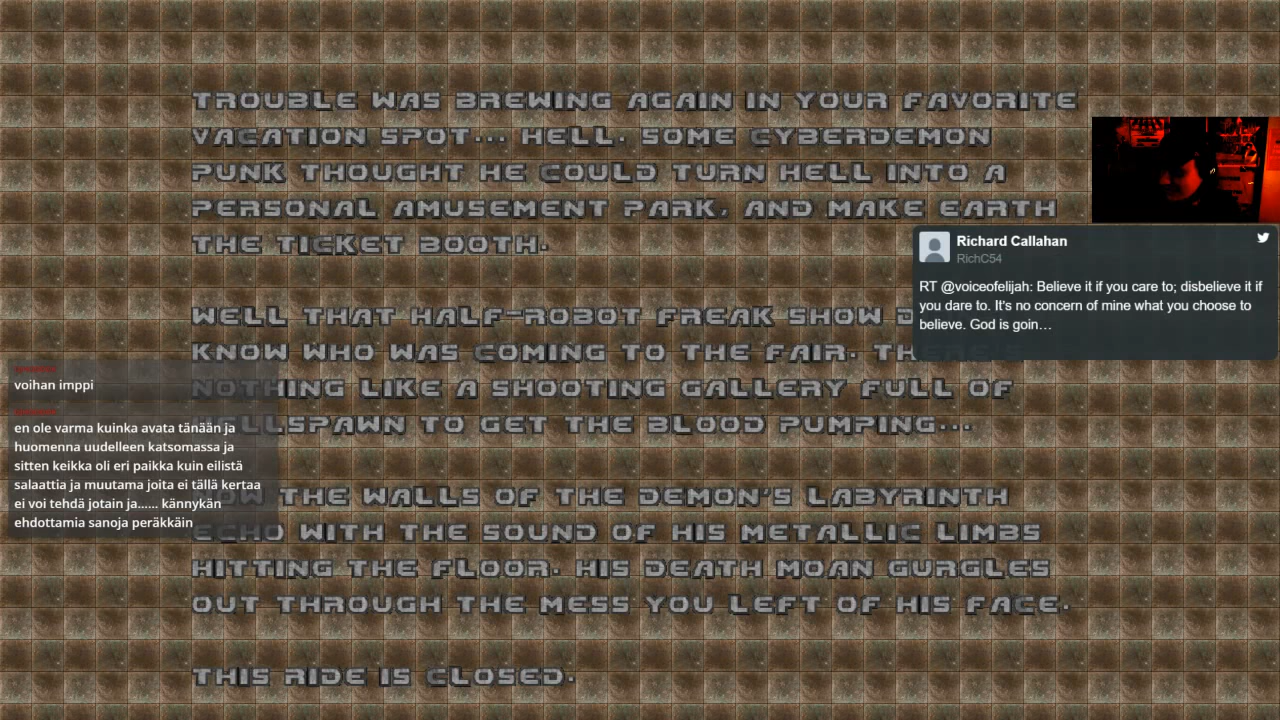 TROUBLE WAS BREWING AGAIN IN YOUR FAVORITE
VACATION SPOT... HELL. SOME CYBERDEMON
PUNK THOUGHT HE COULD TURN HELL INTO A
PERSONAL AMUSEMENT PARK, AND MAKE EARTH
THE TICKET BOOTH.
WELL THAT HALF-ROBOT FREAK SHOW D
KNOW WHO WAS COMING TO THE FAIR. THERE'S
NOTHING LIKE A SHOOTING GALLERY FULL OF
HELLSPAWN TO GET THE BLOOD PUMPING...
NOW THE WALLS OF THE DEMON'S LABYRINTH
ECHO WITH THE SOUND OF HIS METALLIC LIMBS
HITTING THE FLOOR. HIS DEATH MOAN GURGLES
OUT THROUGH THE MESS YOU LEFT OF HIS FACE.
THIS RIDE IS CLOSED.
Richard Callahan
RichC54
RT @voiceofelijah: Believe it if you care to; disbelieve it if
you dare to. It's no concern of mine what you choose to
believe. God is goin…
voihan imppi
en ole varma kuinka avata tänään ja
huomenna uudelleen katsomassa ja
sitten keikka oli eri paikka kuin eilistä
salaattia ja muutama joita ei tällä kertaa
ei voi tehdä jotain ja...... kännykän
ehdottamia sanoja peräkkäin